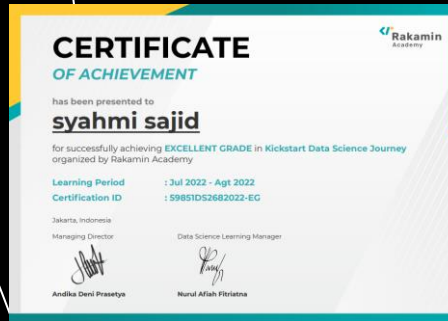 CERTIFICATE
Rakamin
Academy
OF ACHIEVEMENT
has been presented to
syahmi sajid
for successfully achieving EXCELLENT GRADE in Kickstart Data Science Journey
organized by Rakamin Academy
Learning Period : Jul 2022 - Agt 2022
Certification ID : 59851DS2682022-EG
Jakarta, Indonesia
Managing Director Data Science Learning Manager
Andika Deni Prasetya Nurul Afiah Fitriatna